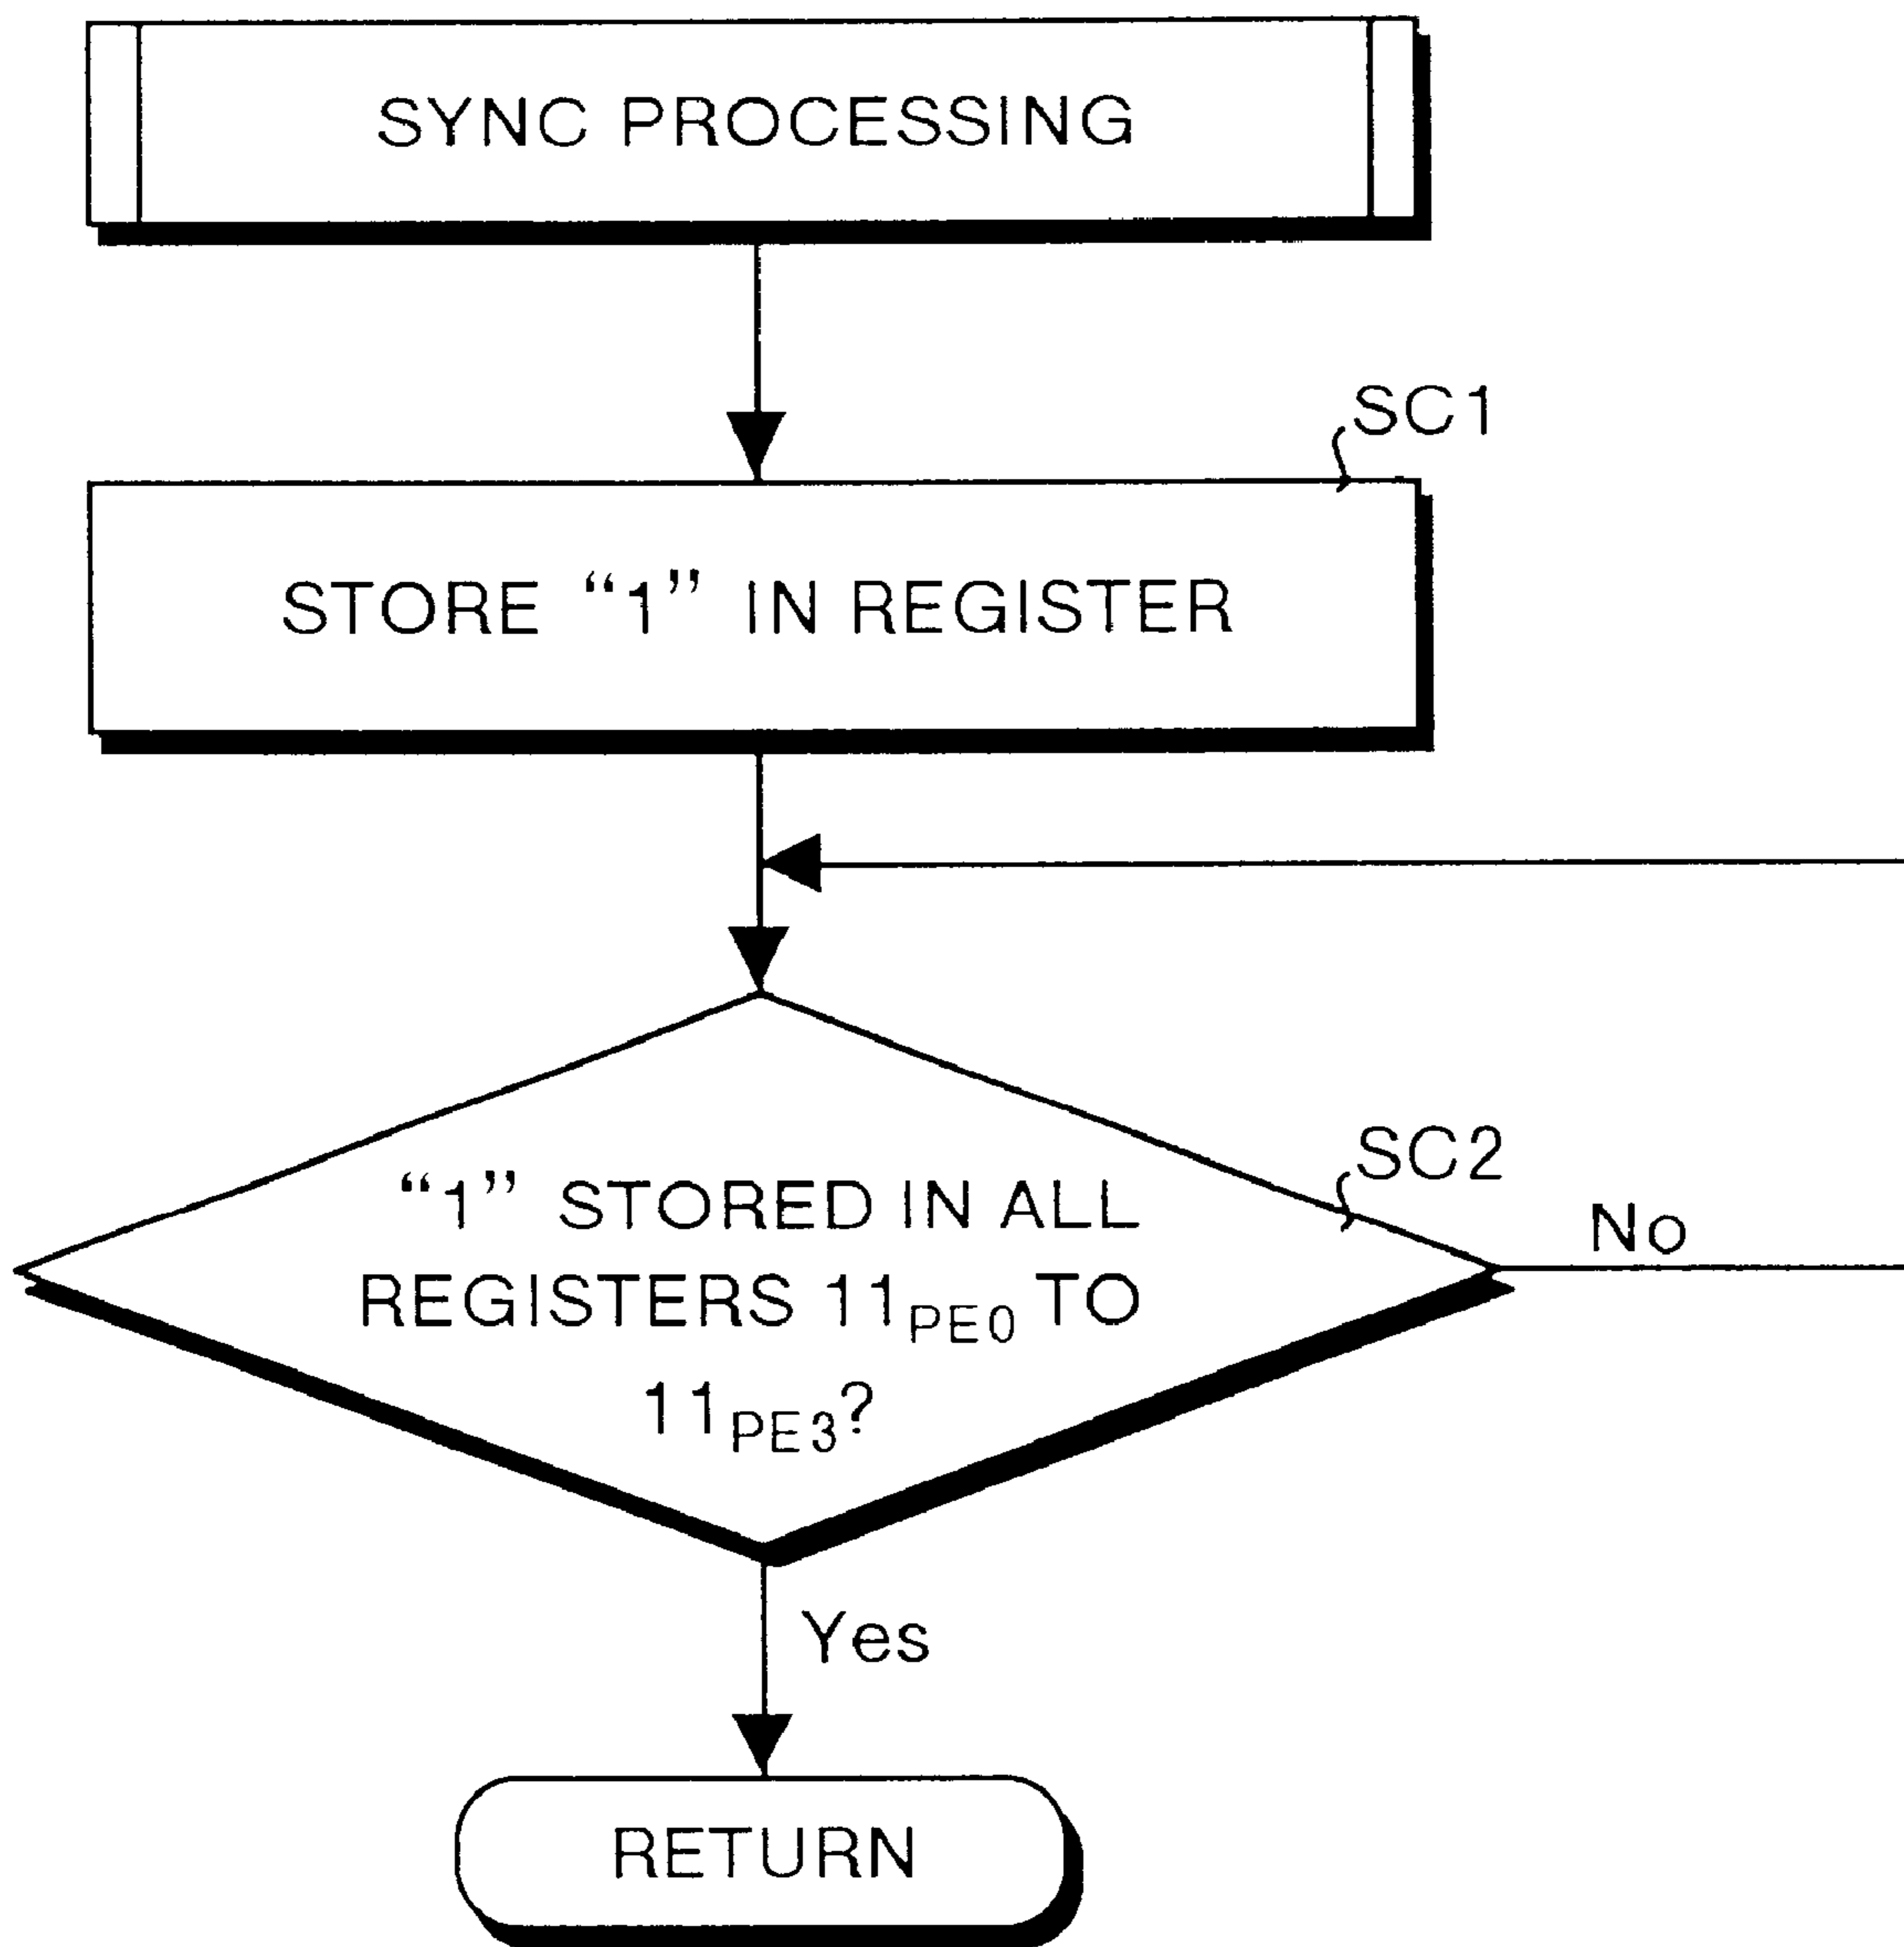 SYNC PROCESSING
SC1
STORE “1” IN REGISTER
SC2
“1” STORED IN ALL
REGISTERS 11PE0 TO
11PE3?
No
Yes
RETURN